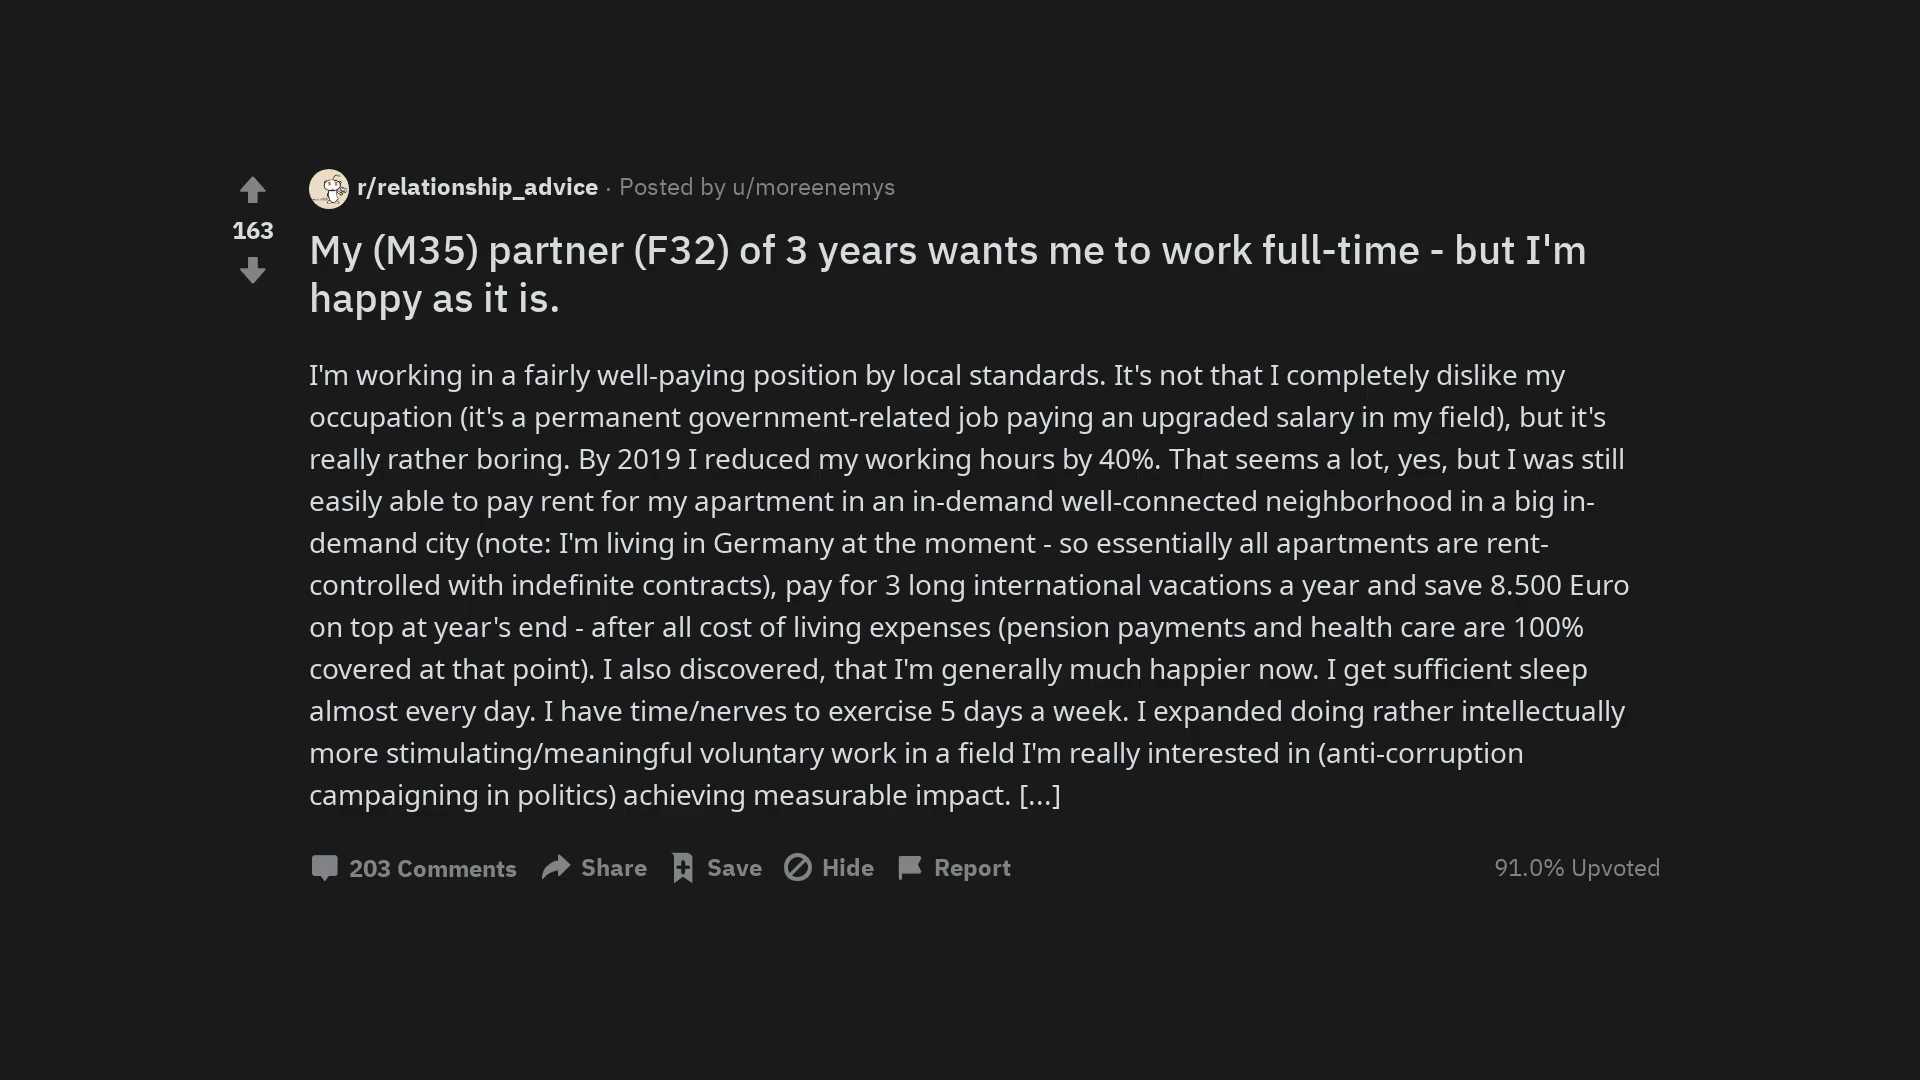 r/relationship_advice · Posted by u/moreenemys
163
My (M35) partner (F32) of 3 years wants me to work full-time - but I'm
happy as it is.
I'm working in a fairly well-paying position by local standards. It's not that I completely dislike my
occupation (it's a permanent government-related job paying an upgraded salary in my field), but it's
really rather boring. By 2019 I reduced my working hours by 40%. That seems a lot, yes, but I was still
easily able to pay rent for my apartment in an in-demand well-connected neighborhood in a big in-
demand city (note: I'm living in Germany at the moment - so essentially all apartments are rent-
controlled with indefinite contracts), pay for 3 long international vacations a year and save 8.500 Euro
on top at year's end - after all cost of living expenses (pension payments and health care are 100%
covered at that point). I also discovered, that I'm generally much happier now. I get sufficient sleep
almost every day. I have time/nerves to exercise 5 days a week. I expanded doing rather intellectually
more stimulating/meaningful voluntary work in a field I'm really interested in (anti-corruption
campaigning in politics) achieving measurable impact. [...]
203 Comments Share Save Hide Report 91.0% Upvoted